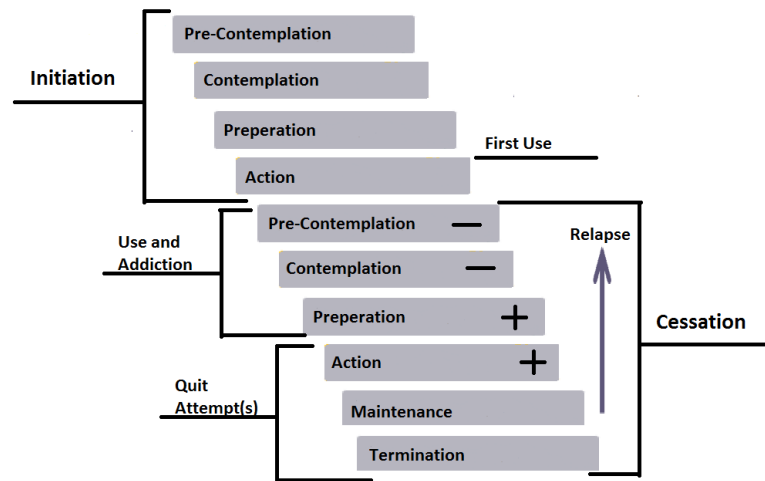 Pre-Contemplation
Initiation
Contemplation
Preperation
First Use
Action
Pre-Contemplation —
Use and
Addiction
Relapse
Contemplation —
Preperation +
Cessation
Action +
Quit
Attempt(s)
Maintenance
Termination